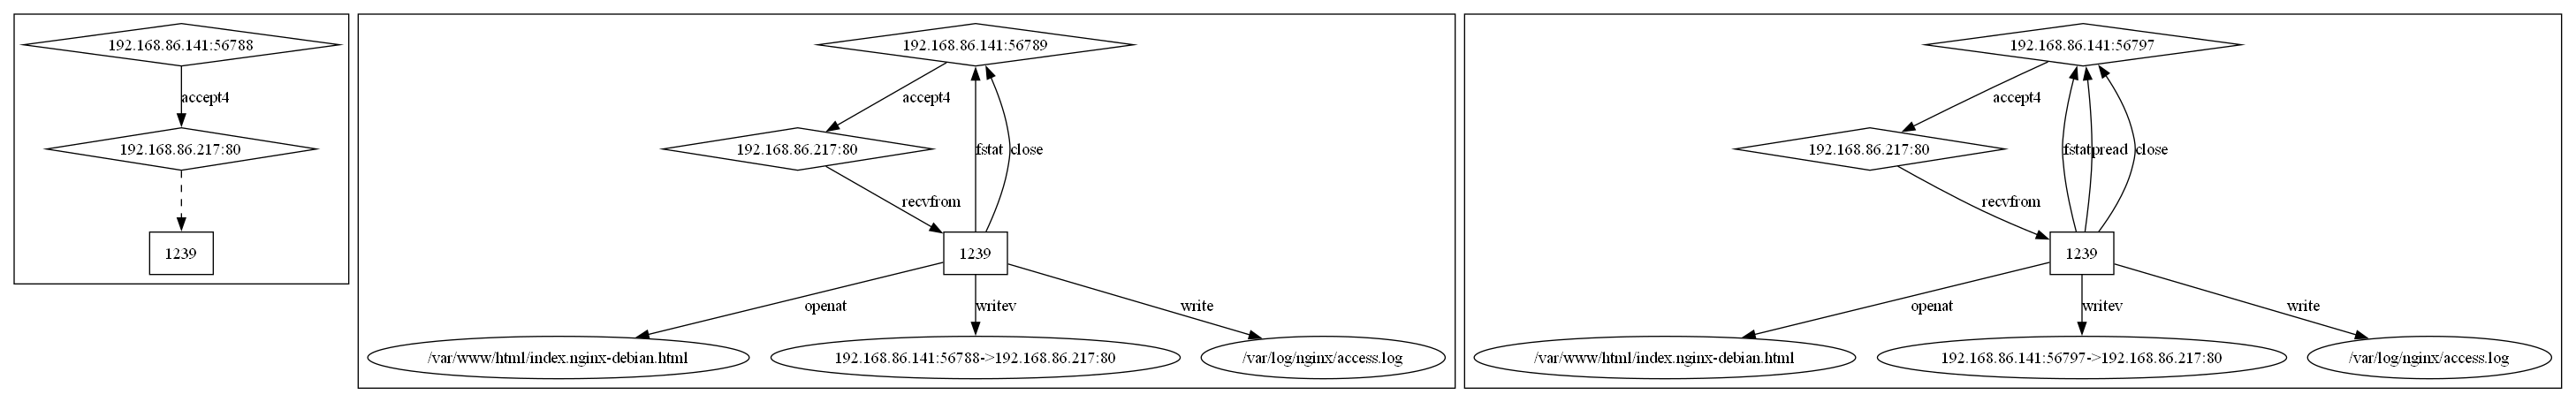 192.168.86.141:56788
accept4
192.168.86.217:80
1239
192.168.86.141:56789
accept4
192.168.86.217:80
fstat
close
recvfrom
1239
openat
writev
write
/var/www/html/index.nginx-debian.html
192.168.86.141:56788->192.168.86.217:80
/var/log/nginx/access.log
192.168.86.141:56797
accept4
192.168.86.217:80
fstat
pread
close
recvfrom
1239
openat
writev
write
/var/www/html/index.nginx-debian.html
192.168.86.141:56797->192.168.86.217:80
/var/log/nginx/access.log